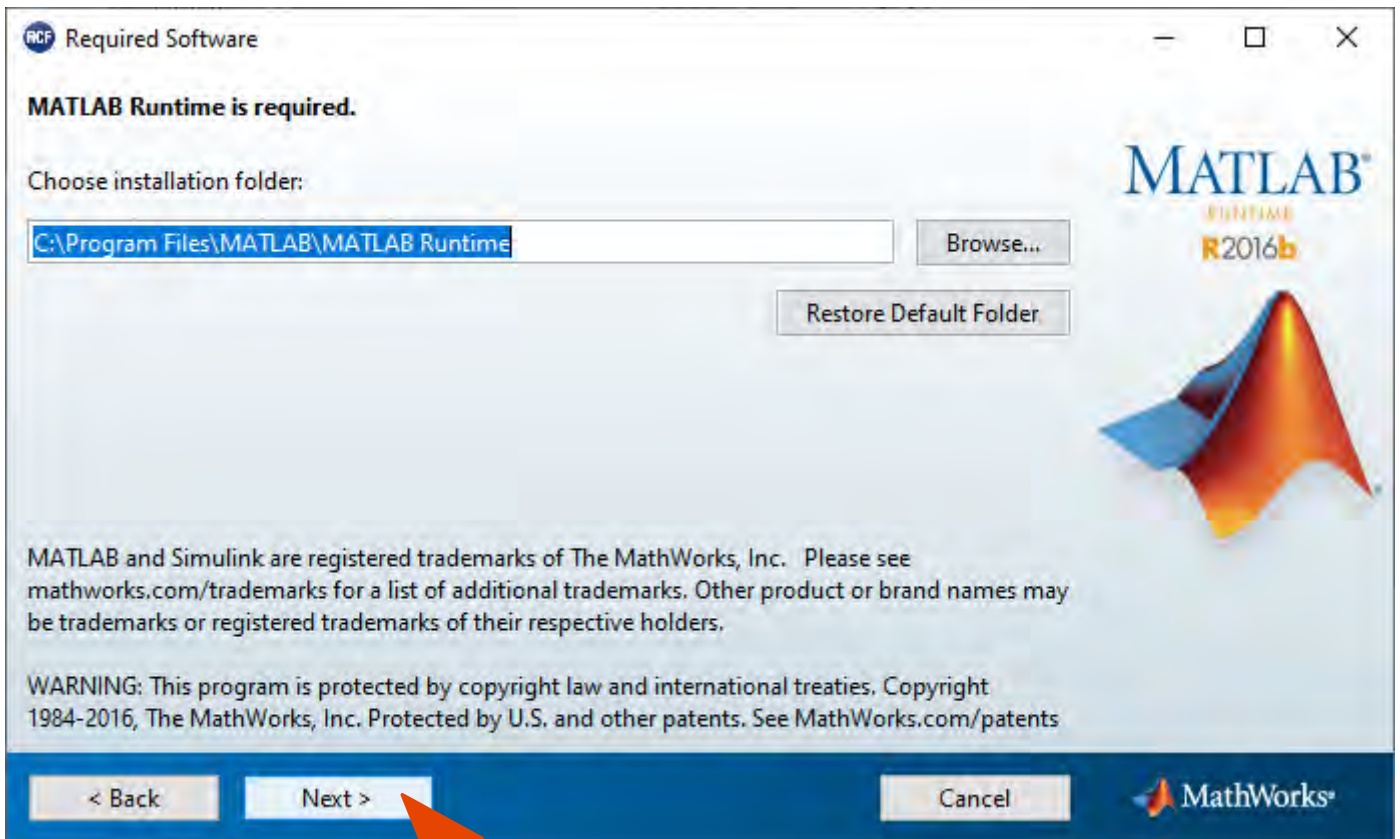 RCF Required Software
MATLAB Runtime is required.
Choose installation folder:
C:\Program Files\MATLAB\MATLAB Runtime
Browse...
Restore Default Folder
MATLAB®
RUNTIME
R2016b
MATLAB and Simulink are registered trademarks of The MathWorks, Inc.   Please see
mathworks.com/trademarks for a list of additional trademarks. Other product or brand names may
be trademarks or registered trademarks of their respective holders.
WARNING: This program is protected by copyright law and international treaties. Copyright
1984-2016, The MathWorks, Inc. Protected by U.S. and other patents. See MathWorks.com/patents
< Back
Next >
Cancel
MathWorks®